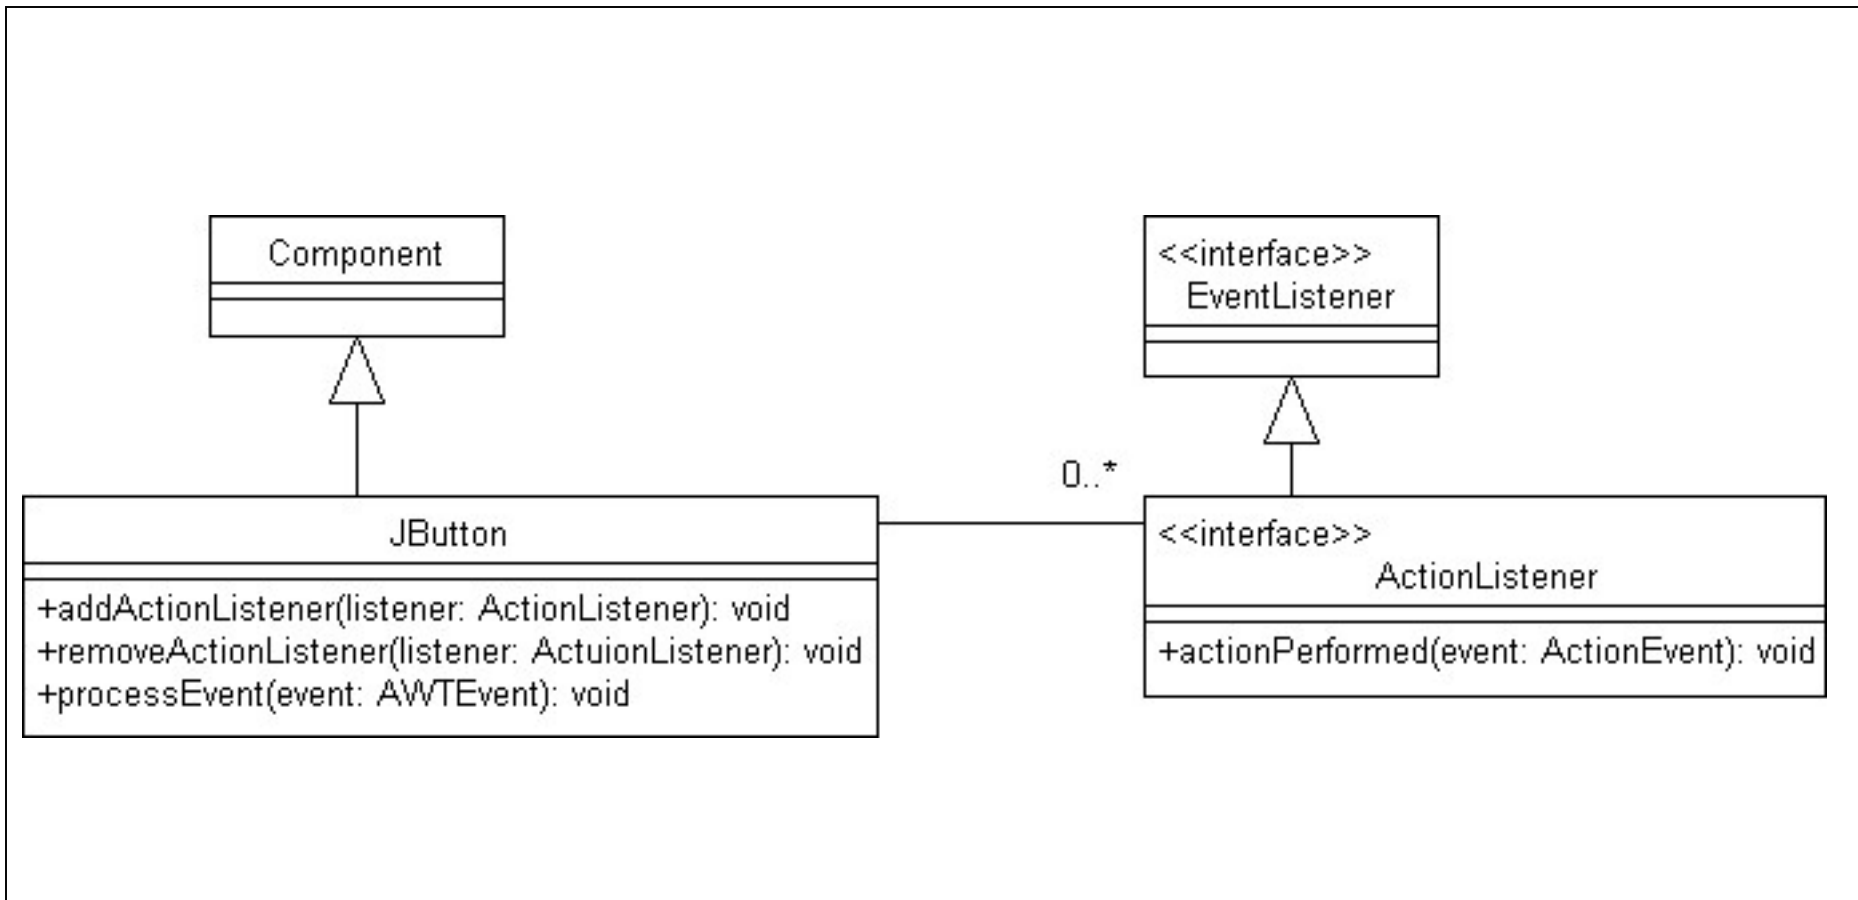 Component
<<interface>>
EventListener
0..*
JButton
+addActionListener(listener: ActionListener): void
+removeActionListener(listener: ActuionListener): void
+processEvent(event: AWTEvent): void
<<interface>>
ActionListener
+actionPerformed(event: ActionEvent): void